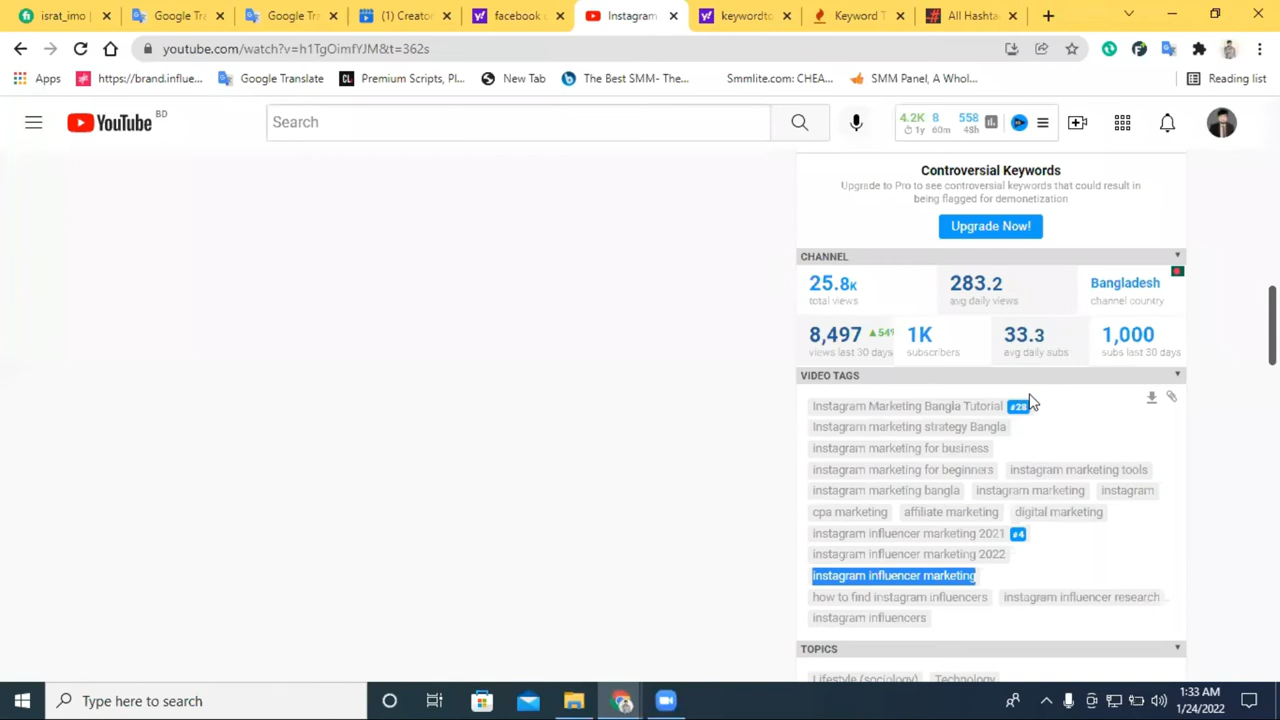 israt_imo
Google Tra
Google Tra
(1) Creator
facebook
Instagram
keywordto
Keyword T
All Hashta
youtube.com/watch?v=h1TgOimfYJM&t=362s
Apps
https://brand.influe...
Google Translate
Premium Scripts, Pl...
New Tab
The Best SMM- The...
Smmlite.com: CHEA...
SMM Panel, A Whol...
Reading list
YouTube BD
Search
4.2K 8 558
1y 60m 48h
Controversial Keywords
Upgrade to Pro to see controversial keywords that could result in
being flagged for demonetization
Upgrade Now!
CHANNEL
25.8k 283.2 Bangladesh
total views avg daily views channel country
8,497 ▲54% 1K 33.3 1,000
views last 30 days subscribers avg daily subs subs last 30 days
VIDEO TAGS
Instagram Marketing Bangla Tutorial #28
Instagram marketing strategy Bangla
instagram marketing for business
instagram marketing for beginners instagram marketing tools
instagram marketing bangla instagram marketing instagram
cpa marketing affiliate marketing digital marketing
instagram influencer marketing 2021 #4
instagram influencer marketing 2022
instagram influencer marketing
how to find instagram influencers instagram influencer research ...
instagram influencers
TOPICS
Lifestyle (sociology) Technology
Type here to search
1:33 AM
1/24/2022